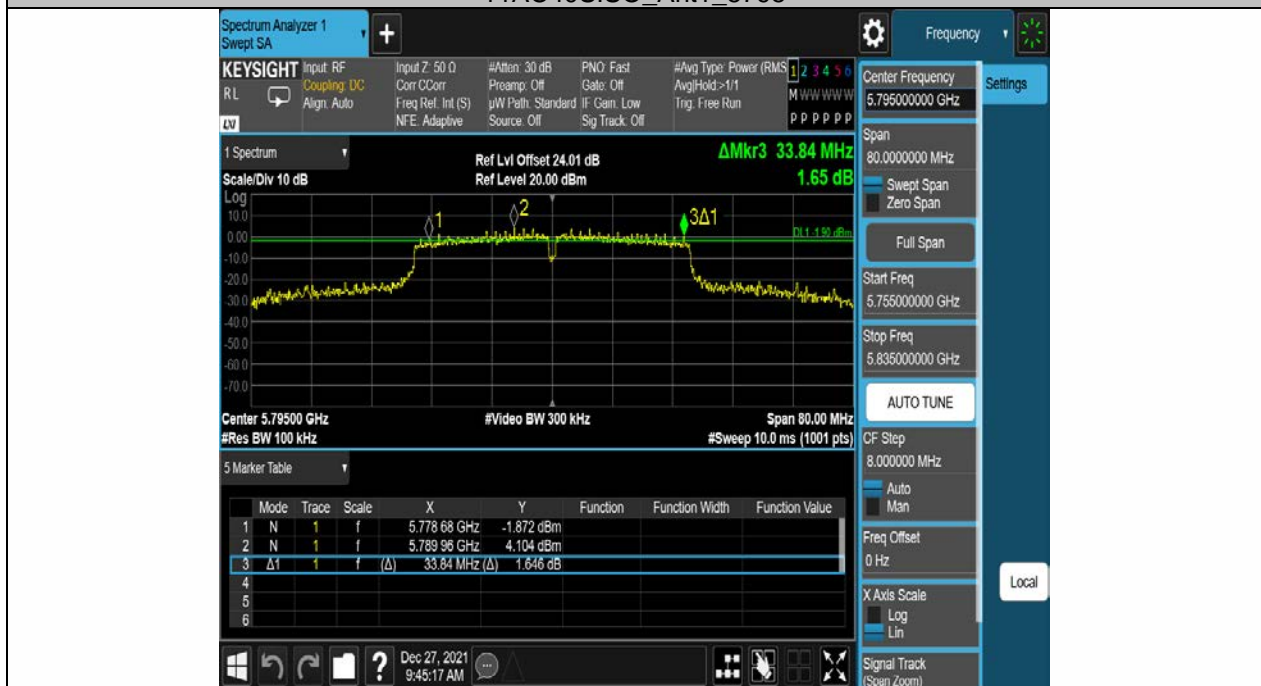 Spectrum Analyzer 1
Swept SA
+
Frequency
KEYSIGHT
RL
LXI
Input: RF
Coupling: DC
Align: Auto
Input Z: 50 Ω
Corr CCorr
Freq Ref: Int (S)
NFE: Adaptive
#Atten: 30 dB
Preamp: Off
µW Path: Standard
Source: Off
PNO: Fast
Gate: Off
IF Gain: Low
Sig Track: Off
#Avg Type: Power (RMS
Avg|Hold:>1/1
Trig: Free Run
1 2 3 4 5 6
M W W W W W
P P P P P P
Center Frequency
5.795000000 GHz
Settings
1 Spectrum
Ref Lvl Offset 24.01 dB
ΔMkr3 33.84 MHz
Scale/Div 10 dB
Ref Level 20.00 dBm
1.65 dB
Log
10.0
0.00
-10.0
-20.0
-30.0
-40.0
-50.0
-60.0
-70.0
1
2
3Δ1
DL1 -1.90 dBm
Center 5.79500 GHz
#Video BW 300 kHz
Span 80.00 MHz
#Res BW 100 kHz
#Sweep 10.0 ms (1001 pts)
Span
80.0000000 MHz
Swept Span
Zero Span
Full Span
Start Freq
5.755000000 GHz
Stop Freq
5.835000000 GHz
AUTO TUNE
CF Step
8.000000 MHz
Auto
Man
Freq Offset
0 Hz
X Axis Scale
Log
Lin
Signal Track
(Span Zoom)
Local
5 Marker Table
Mode Trace Scale X Y Function Function Width Function Value
1 N 1 f 5.778 68 GHz -1.872 dBm
2 N 1 f 5.789 96 GHz 4.104 dBm
3 Δ1 1 f (Δ) 33.84 MHz (Δ) 1.646 dB
4
5
6
?
Dec 27, 2021
9:45:17 AM